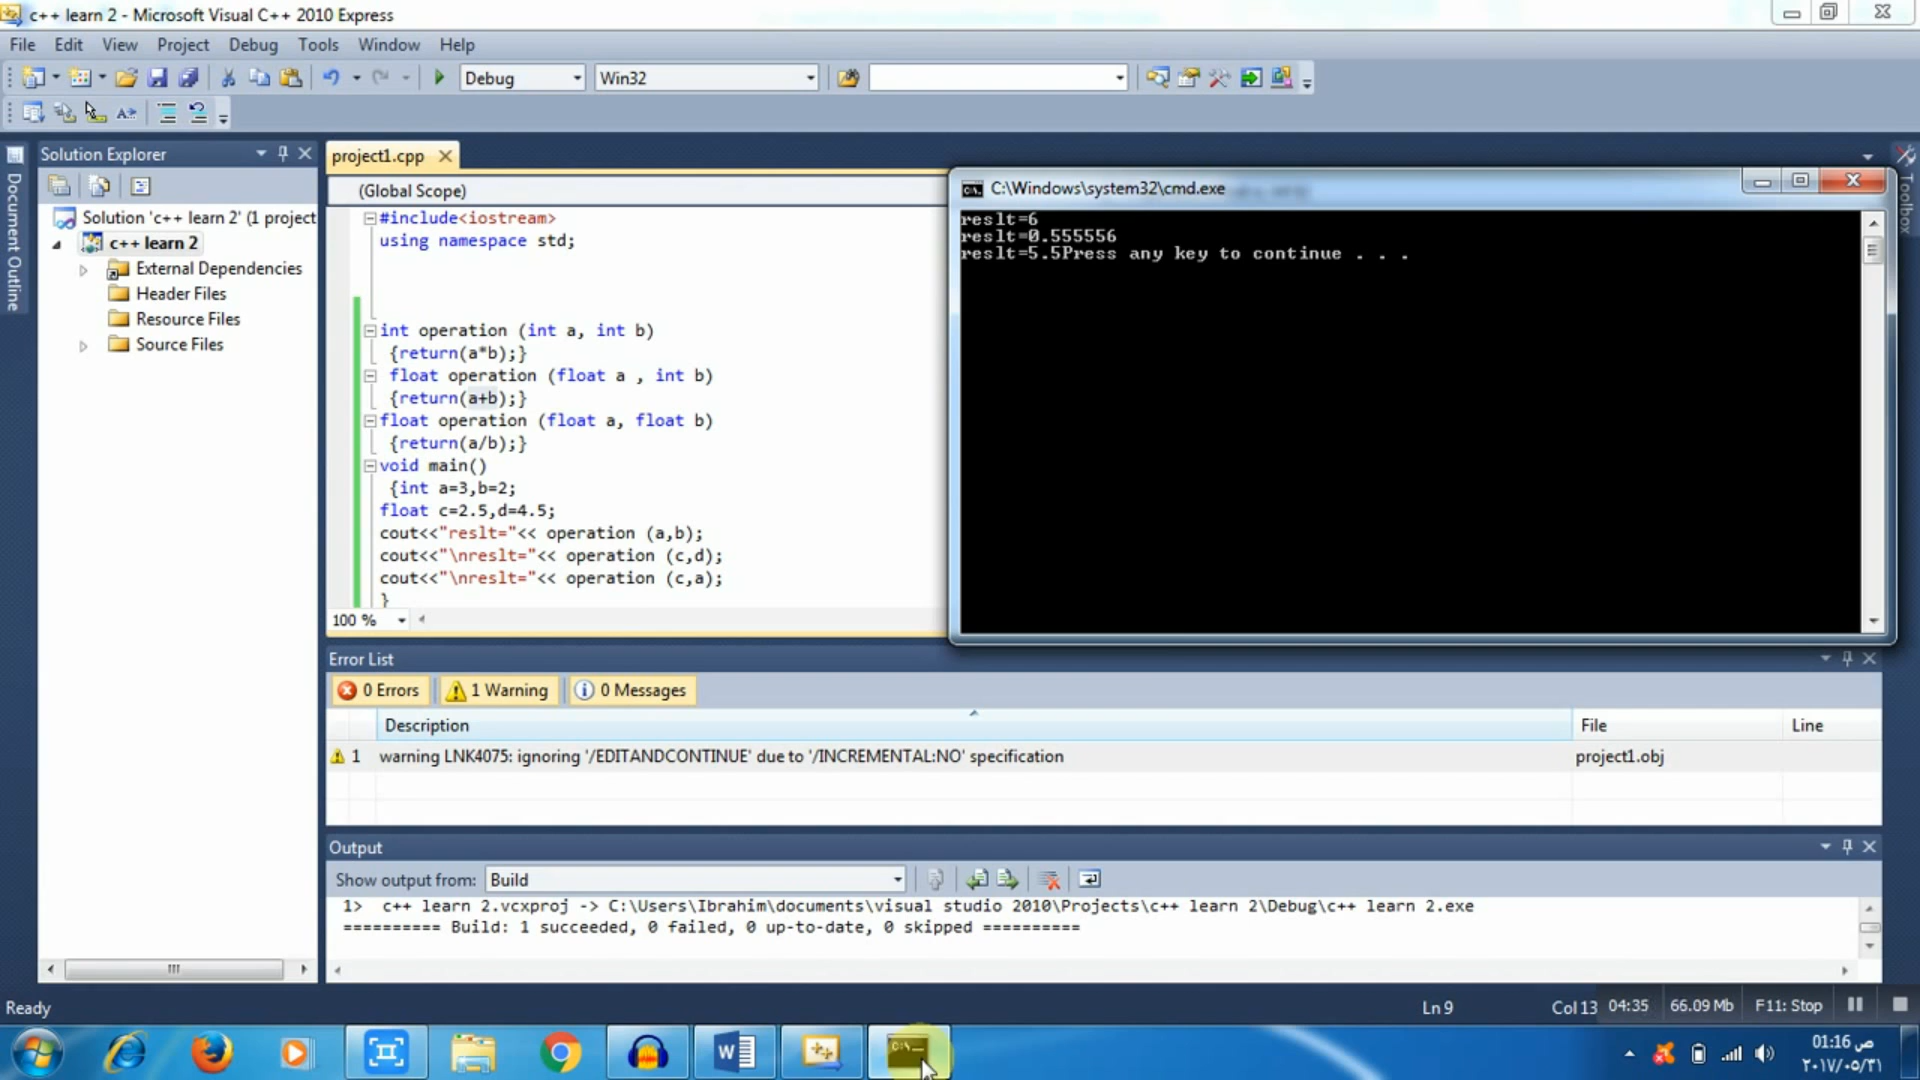 c++ learn 2 - Microsoft Visual C++ 2010 Express
File Edit View Project Debug Tools Window Help
Debug Win32
Solution Explorer
project1.cpp
(Global Scope)
Solution 'c++ learn 2' (1 project
c++ learn 2
External Dependencies
Header Files
Resource Files
Source Files
Document Outline
Toolbox
#include<iostream>
using namespace std;
int operation (int a, int b)
{return(a*b);}
float operation (float a , int b)
{return(a+b);}
float operation (float a, float b)
{return(a/b);}
void main()
{int a=3,b=2;
float c=2.5,d=4.5;
cout<<"reslt="<< operation (a,b);
cout<<"\nreslt="<< operation (c,d);
cout<<"\nreslt="<< operation (c,a);
}
100 %
C:\Windows\system32\cmd.exe
reslt=6
reslt=0.555556
reslt=5.5Press any key to continue . . .
Error List
0 Errors 1 Warning 0 Messages
Description File Line
1 warning LNK4075: ignoring '/EDITANDCONTINUE' due to '/INCREMENTAL:NO' specification project1.obj
Output
Show output from: Build
1> c++ learn 2.vcxproj -> C:\Users\Ibrahim\documents\visual studio 2010\Projects\c++ learn 2\Debug\c++ learn 2.exe
========== Build: 1 succeeded, 0 failed, 0 up-to-date, 0 skipped ==========
Ready Ln 9 Col 13 04:35 66.09 Mb F11: Stop
01:16 ص
٢٠١٧/٠٥/٣١